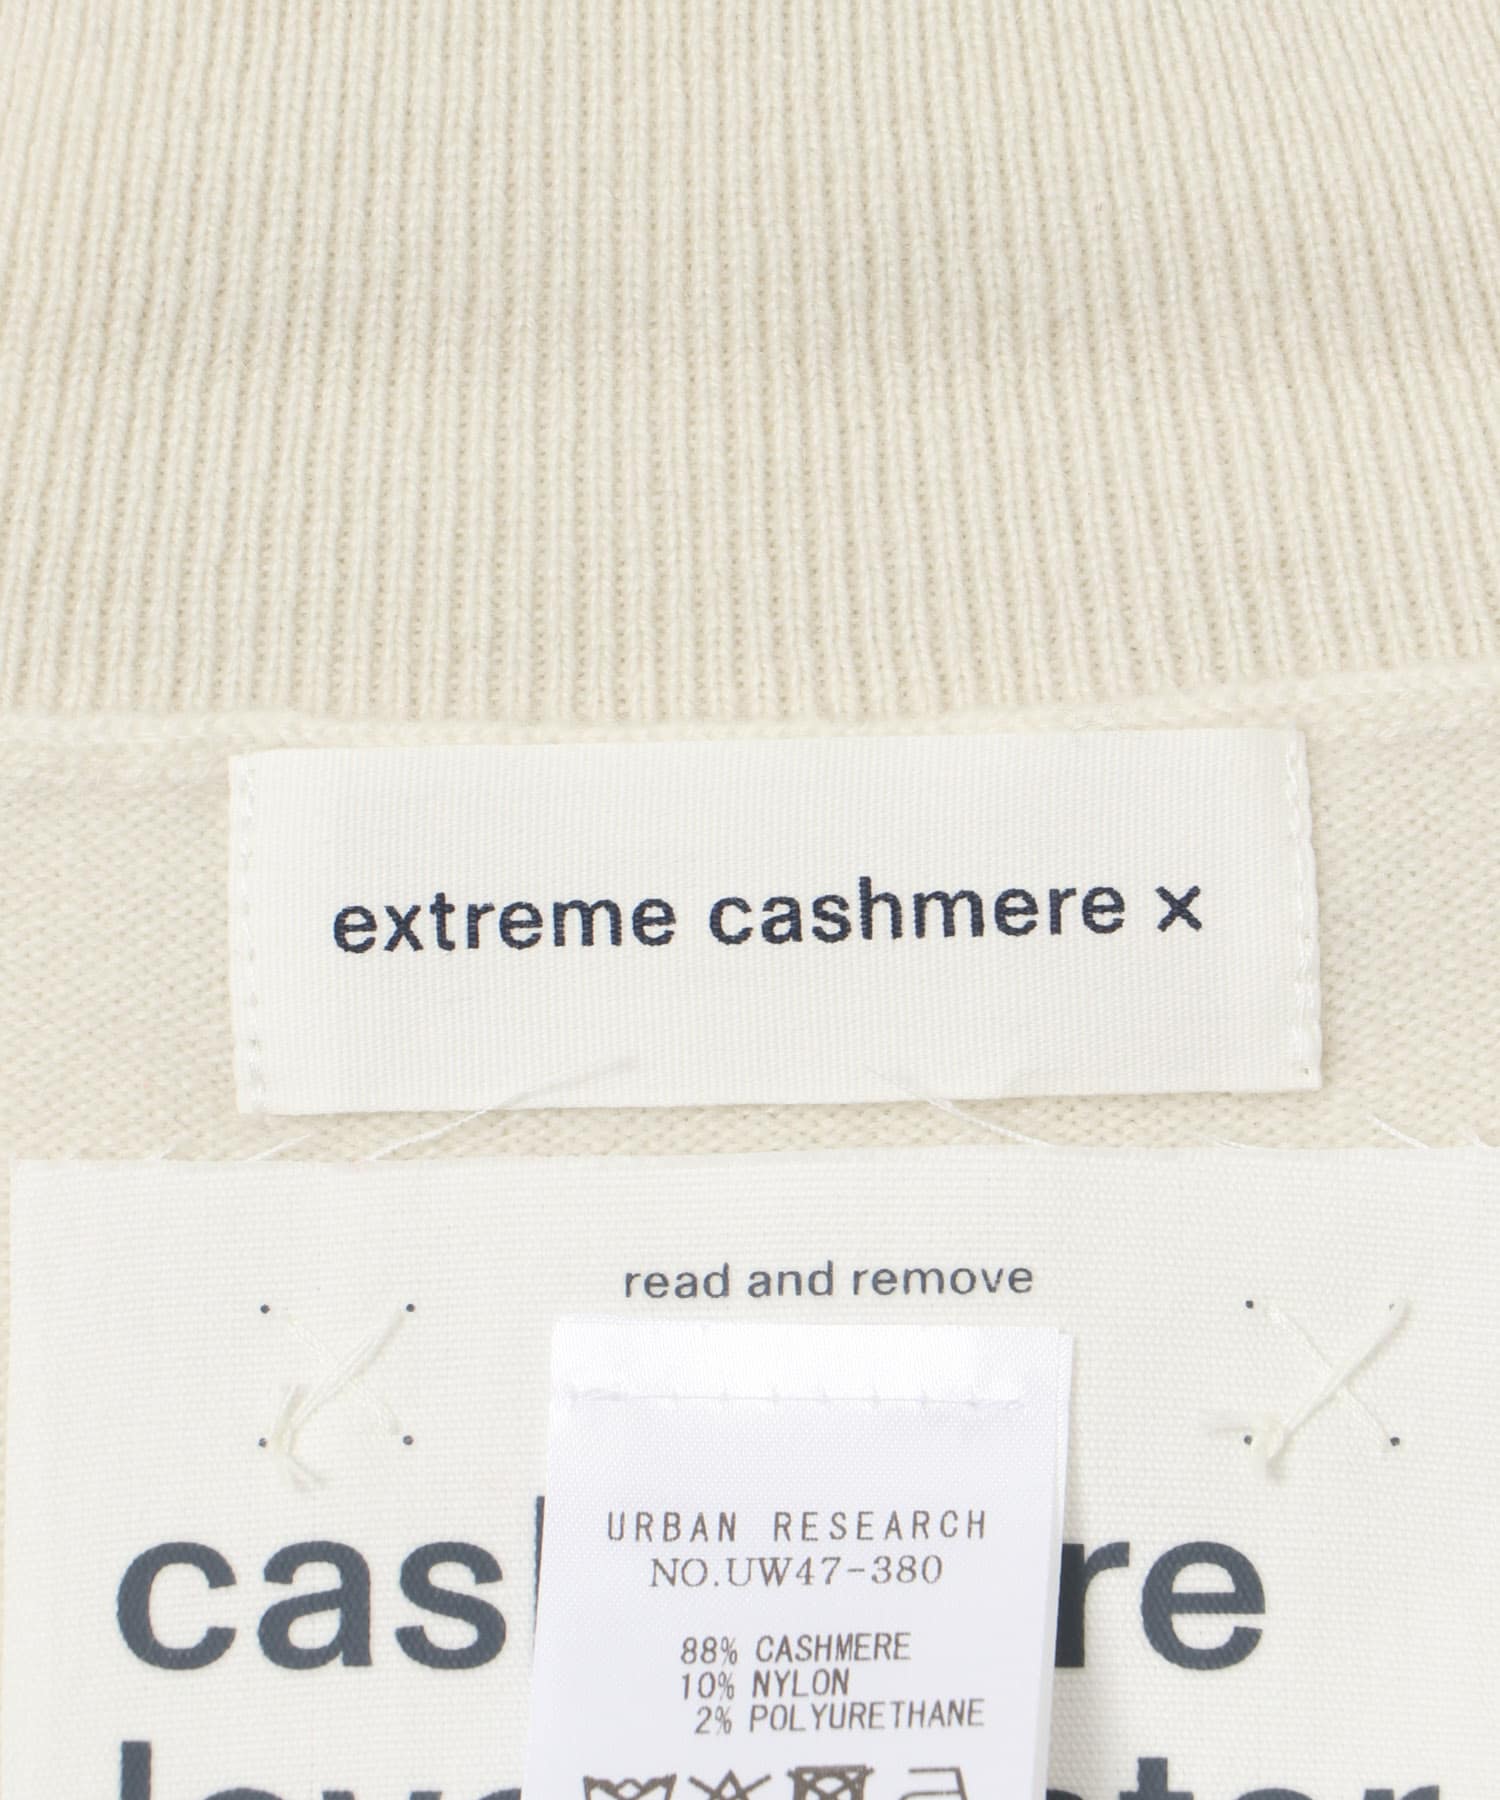 extreme cashmere x
read and remove
URBAN RESEARCH
NO.UW47-380
88% CASHMERE
10% NYLON
2% POLYURETHANE